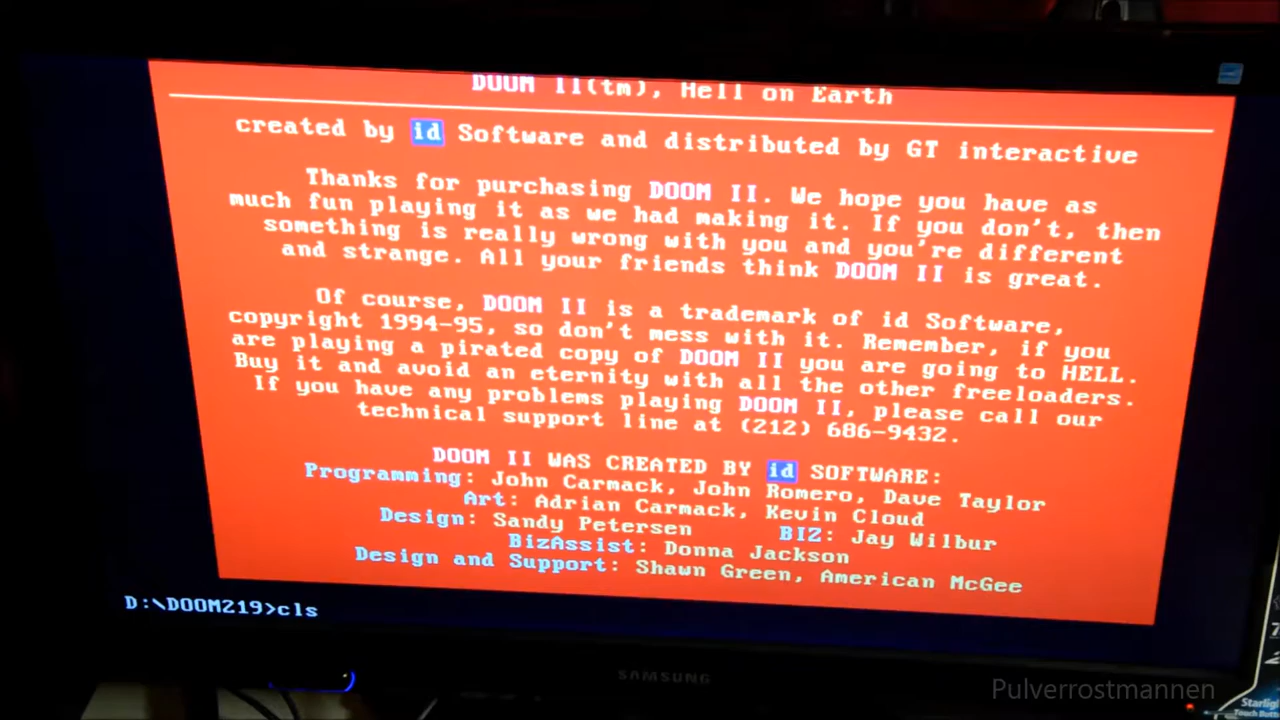 DOOM II(tm), Hell on Earth
created by id Software and distributed by GT interactive
Thanks for purchasing DOOM II. We hope you have as
much fun playing it as we had making it. If you don't, then
something is really wrong with you and you're different
and strange. All your friends think DOOM II is great.
Of course, DOOM II is a trademark of id Software,
copyright 1994-95, so don't mess with it. Remember, if you
are playing a pirated copy of DOOM II you are going to HELL.
Buy it and avoid an eternity with all the other freeloaders.
If you have any problems playing DOOM II, please call our
technical support line at (212) 686-9432.
DOOM II WAS CREATED BY id SOFTWARE:
Programming: John Carmack, John Romero, Dave Taylor
Art: Adrian Carmack, Kevin Cloud
Design: Sandy Petersen BIZ: Jay Wilbur
BizAssist: Donna Jackson
Design and Support: Shawn Green, American McGee
D:\DOOM219>cls
SAMSUNG
Pulverrostmannen